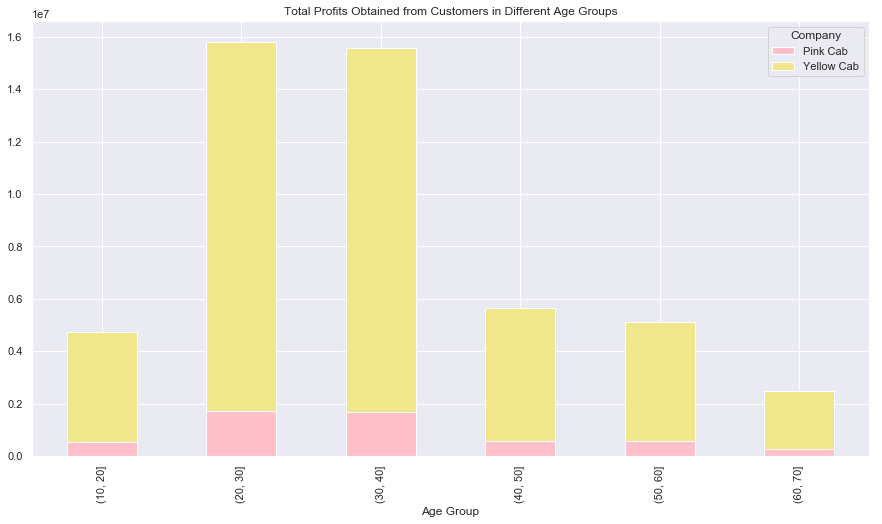 Total Profits Obtained from Customers in Different Age Groups
1e7
Company
Pink Cab
Yellow Cab
1.6
1.4
1.2
1.0
0.8
0.6
0.4
0.2
0.0
(10, 20]
(20, 30]
(30, 40]
(40, 50]
(50, 60]
(60, 70]
Age Group